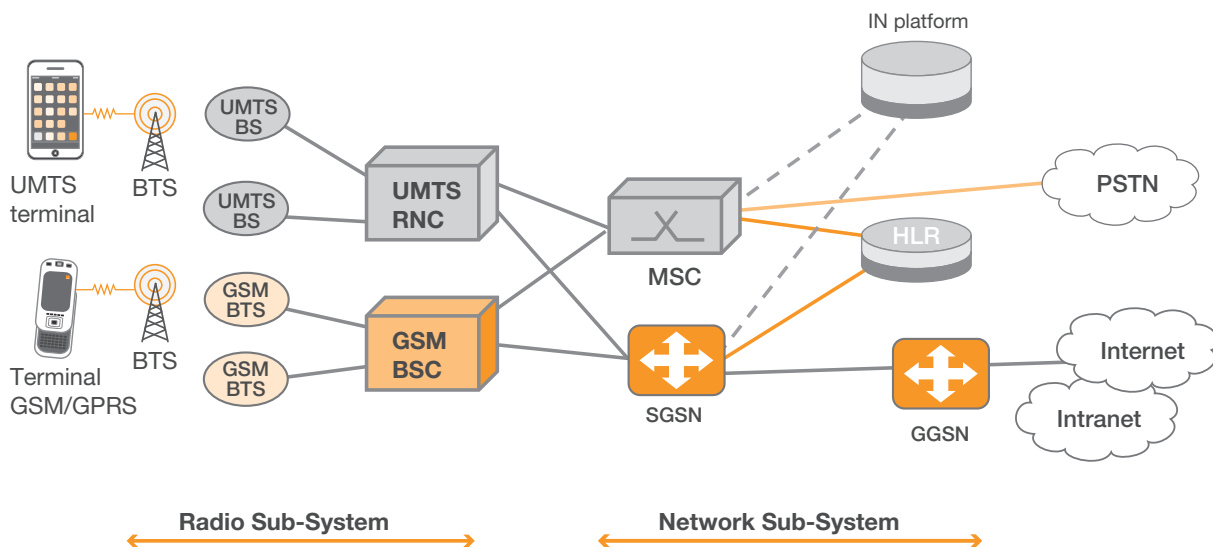 IN platform
UMTS
BS
UMTS
terminal
BTS
UMTS
BS
UMTS
RNC
PSTN
HLR
MSC
GSM
BTS
GSM
BTS
BTS
Terminal
GSM/GPRS
GSM
BSC
SGSN
GGSN
Internet
Intranet
Radio Sub-System
Network Sub-System